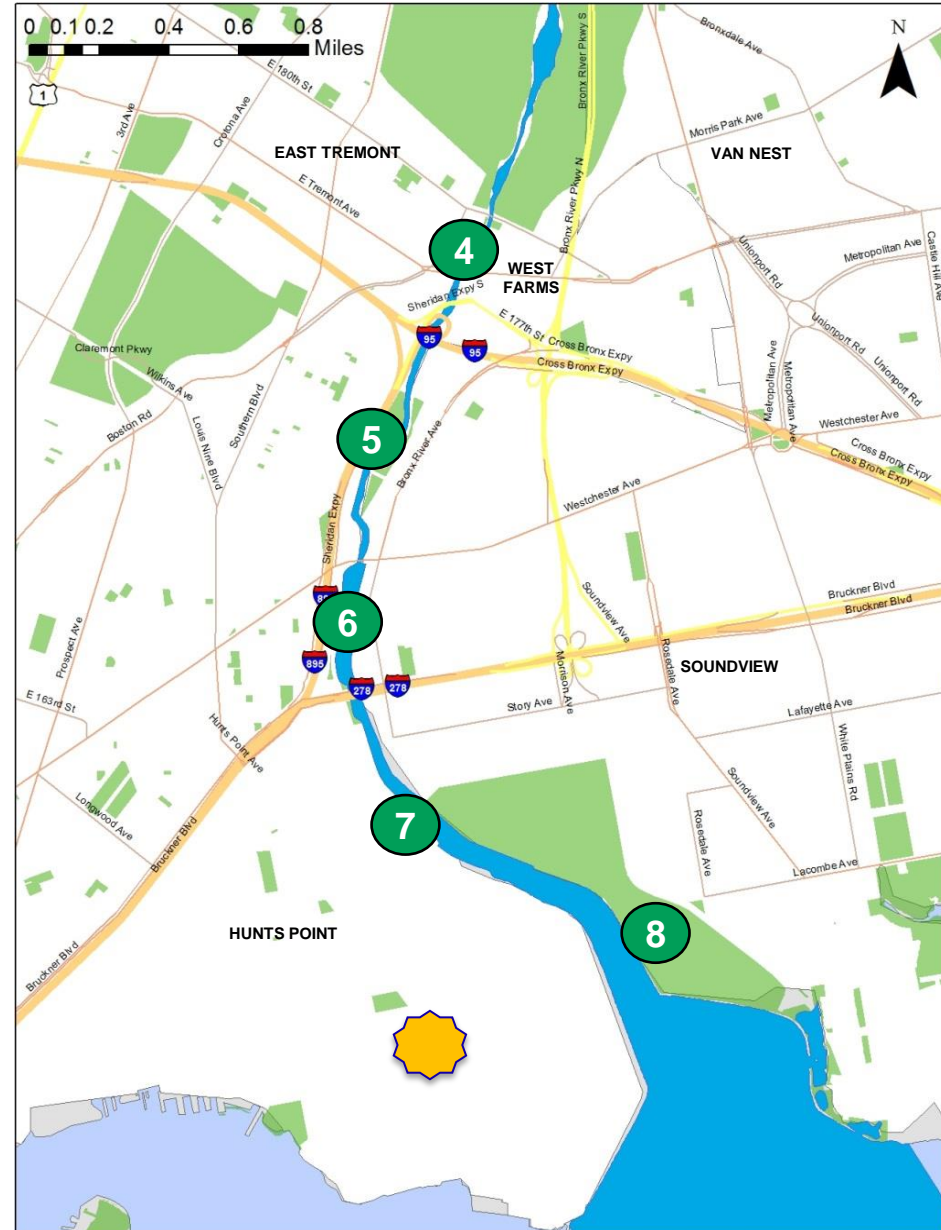 0 0.1 0.2 0.4 0.6 0.8
Miles
N
1
E 180th St
3rd Ave
Crotona Ave
Bronxdale Ave
Bronx River Pkwy S
Morris Park Ave
EAST TREMONT
VAN NEST
E Tremont Ave
Bronx River Pkwy N
4
WEST
FARMS
Unionport Rd
Metropolitan Ave
Castle Hill Ave
Sheridan Expy S
E 177th St
Cross Bronx Expy
95
95
Cross Bronx Expy
Unionport Rd
Claremont Pkwy
Wilkins Ave
Southern Blvd
Metropolitan Ave
Metropolitan Ave
Unionport Rd
Boston Rd
Louis Nine Blvd
5
Bronx River Ave
Westchester Ave
Cross Bronx Expy
Cross Bronx Expy
Westchester Ave
Sheridan Expy
Soundview Ave
Bruckner Blvd
Bruckner Blvd
6
895
278
278
Prospect Ave
E 163rd St
Hunts Point Ave
Morrison Ave
Rosedale Ave
SOUNDVIEW
Story Ave
Lafayette Ave
White Plains Rd
Longwood Ave
Bruckner Blvd
7
Rosedale Ave
Soundview Ave
Lacombe Ave
HUNTS POINT
8
Bruckner Blvd